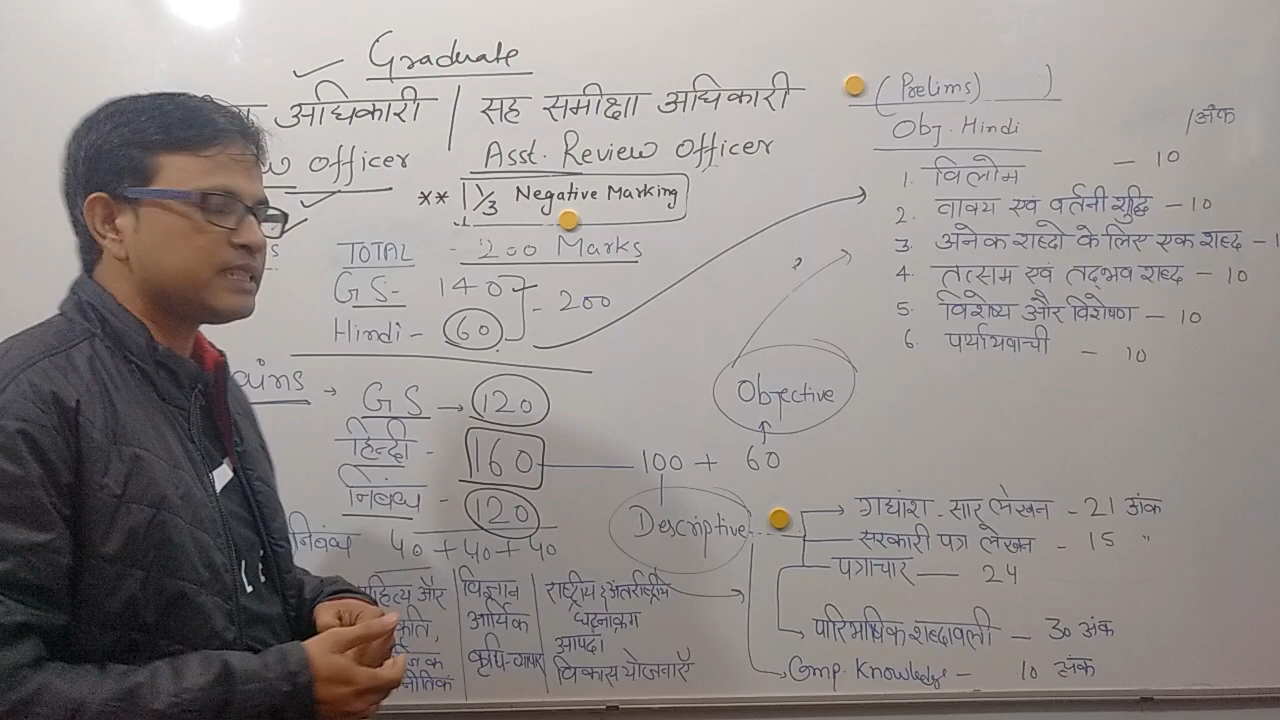 Graduate
अधिकारी | सह समीक्षा अधिकारी
officer Asst. Review officer
** 1/3 Negative Marking
TOTAL - 200 Marks
GS- 140
- 200
Hindi - 60
GS → 120
हिन्दी - 160 100 + 60
निबंध - 120
Objective
Descriptive
निबंध 40 + 40 + 40
विज्ञान
आर्थिक
कृषि-व्यापार
राष्ट्रीय, अंतर्राष्ट्रीय
घटनाक्रम
आपदा
विकास योजनाएँ
(Prelims) )
Obj. Hindi /अंक
1. विलोम - 10
2. वाक्य एवं वर्तनी शुद्धि - 10
3. अनेक शब्दो के लिए एक शब्द - 1
4. तत्सम एवं तद्भव शब्द - 10
5. विशेष्य और विशेषण - 10
6. पर्यायवाची - 10
गद्यांश - सार लेखन - 21 अंक
सरकारी पत्र लेखन - 15 "
पत्राचार - 24
पारिभाषिक शब्दावली - 30 अंक
Comp. Knowledge - 10 अंक